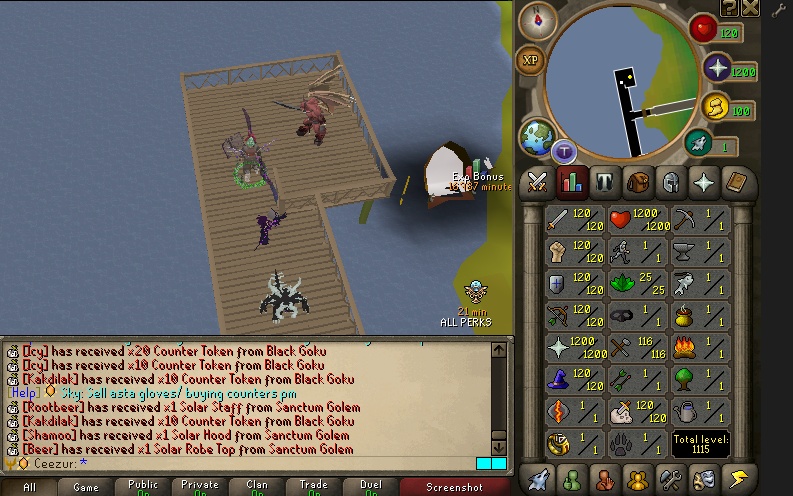 N
?
120
XP
1200
100
T
1
Exp Bonus
minute
21 min
ALL PERKS
[Icy] has received x20 Counter Token from Black Goku
[Icy] has received x10 Counter Token from Black Goku
[Kakdilak] has received x10 Counter Token from Black Goku
[Help] Sky: Sell asta gloves/ buying counters pm
[Rootbeer] has received x1 Solar Staff from Sanctum Golem
[Kakdilak] has received x10 Counter Token from Black Goku
[Shamoo] has received x1 Solar Hood from Sanctum Golem
[Beer] has received x1 Solar Robe Top from Sanctum Golem
Ceezur: *
All Game Public On Private On Clan On Trade On Duel On Screenshot
T
120/120 1200/1200 1/1
120/120 1/1 1/1
120/120 25/25 1/1
120/120 1/1 1/1
1200/1200 116/116 1/1
120/120 1/1 1/1
1/1 120/120 1/1
1/1 1/1 Total level:
1115